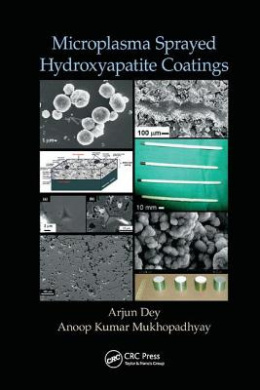 Microplasma Sprayed
Hydroxyapatite Coatings
100 µm
10 mm
Arjun Dey
Anoop Kumar Mukhopadhyay
CRC Press
Taylor & Francis Group